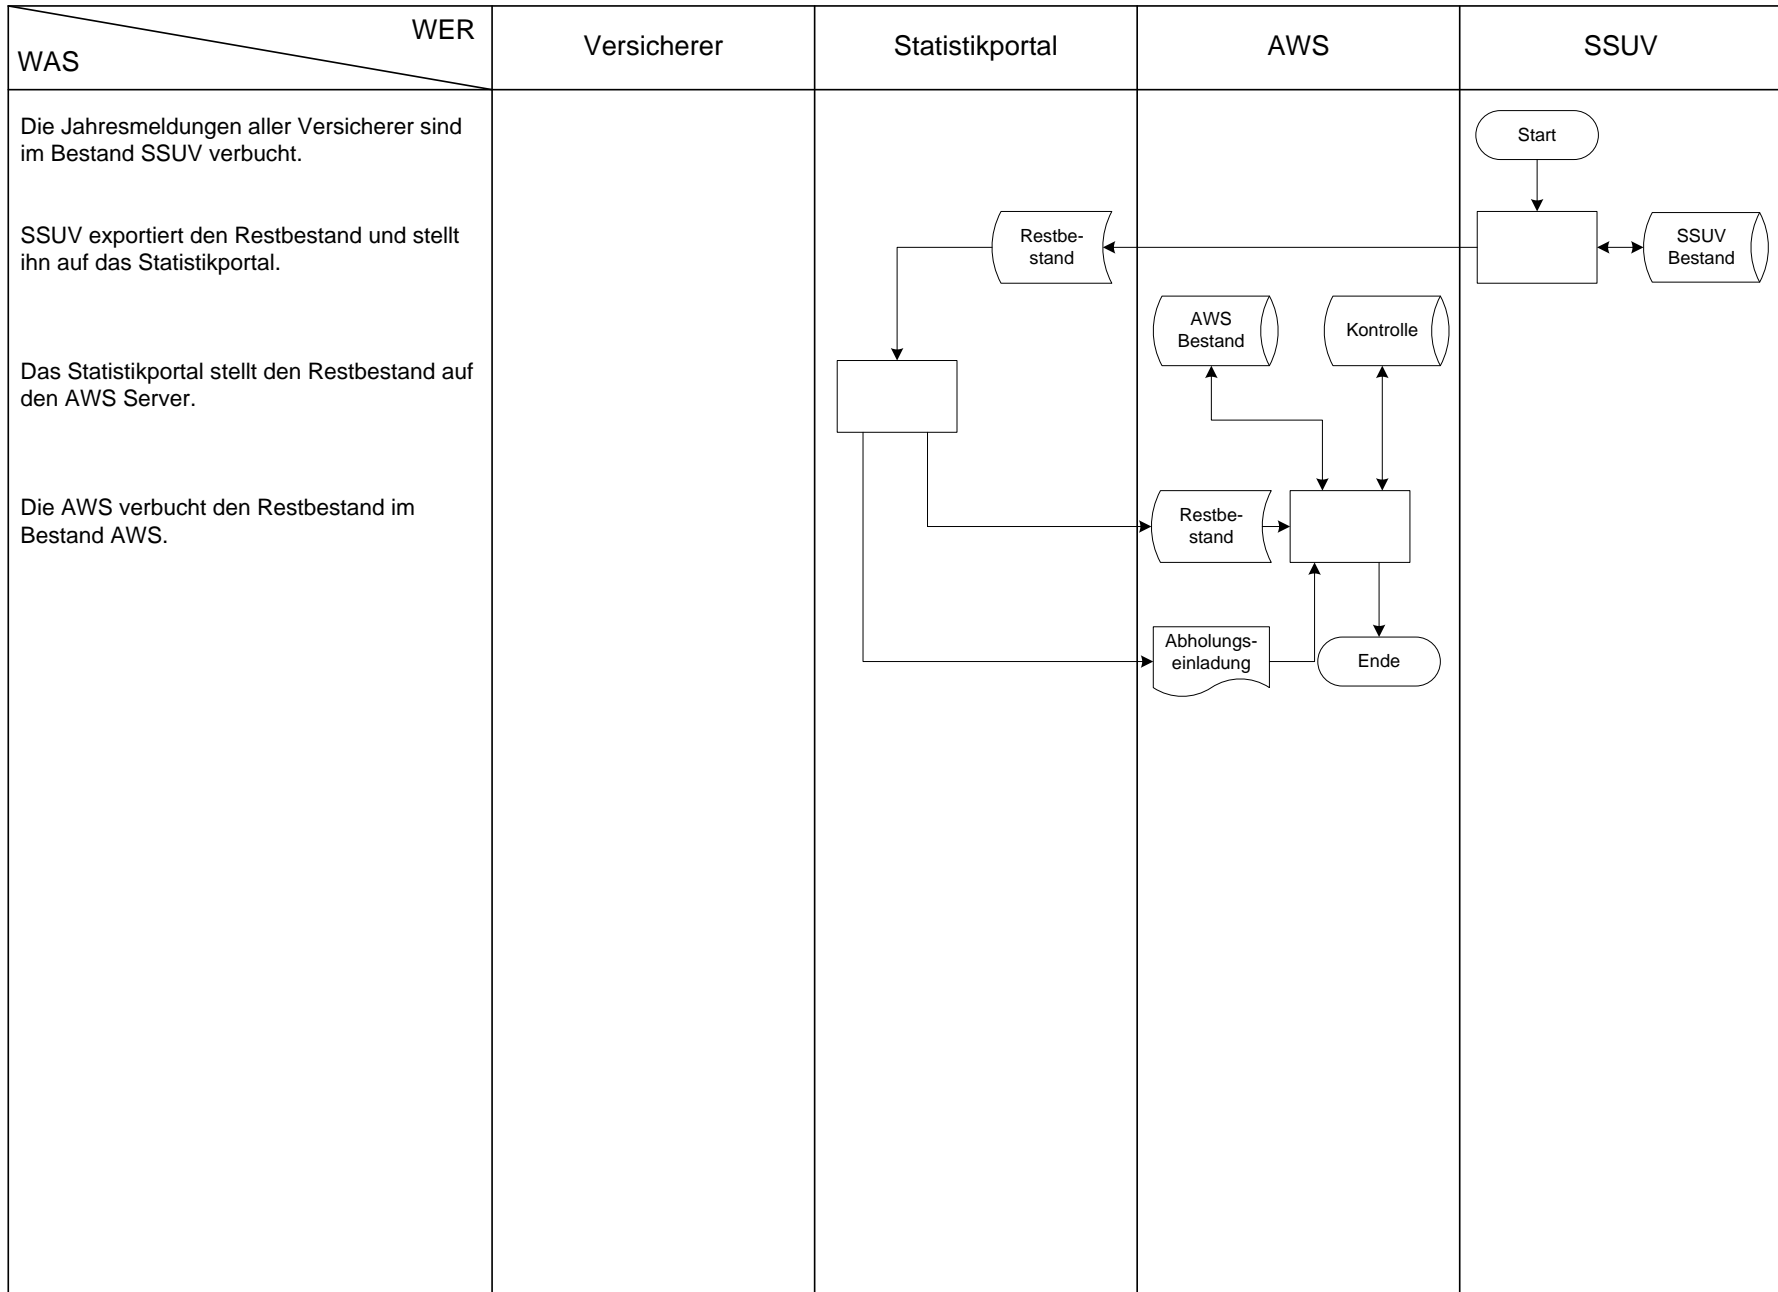 WER
WAS
Versicherer
Statistikportal
AWS
SSUV
Die Jahresmeldungen aller Versicherer sind
im Bestand SSUV verbucht.
Start
SSUV exportiert den Restbestand und stellt
ihn auf das Statistikportal.
Restbe-
stand
SSUV
Bestand
AWS
Bestand
Kontrolle
Das Statistikportal stellt den Restbestand auf
den AWS Server.
Die AWS verbucht den Restbestand im
Bestand AWS.
Restbe-
stand
Abholungs-
einladung
Ende